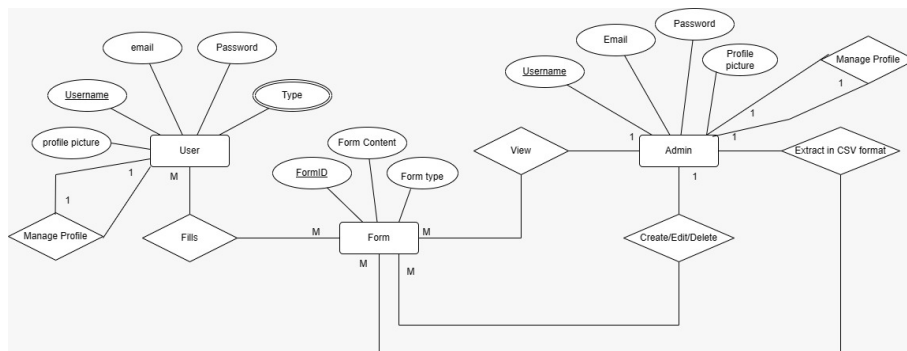 Password
Email
email
Password
Profile
picture
Manage Profile
Username
Username
Type
1
1
profile picture
User
Form Content
View
1
Admin
1
Extract in CSV format
1
M
FormID
Form type
1
1
Manage Profile
Fills
M
Form
M
Create/Edit/Delete
M
M